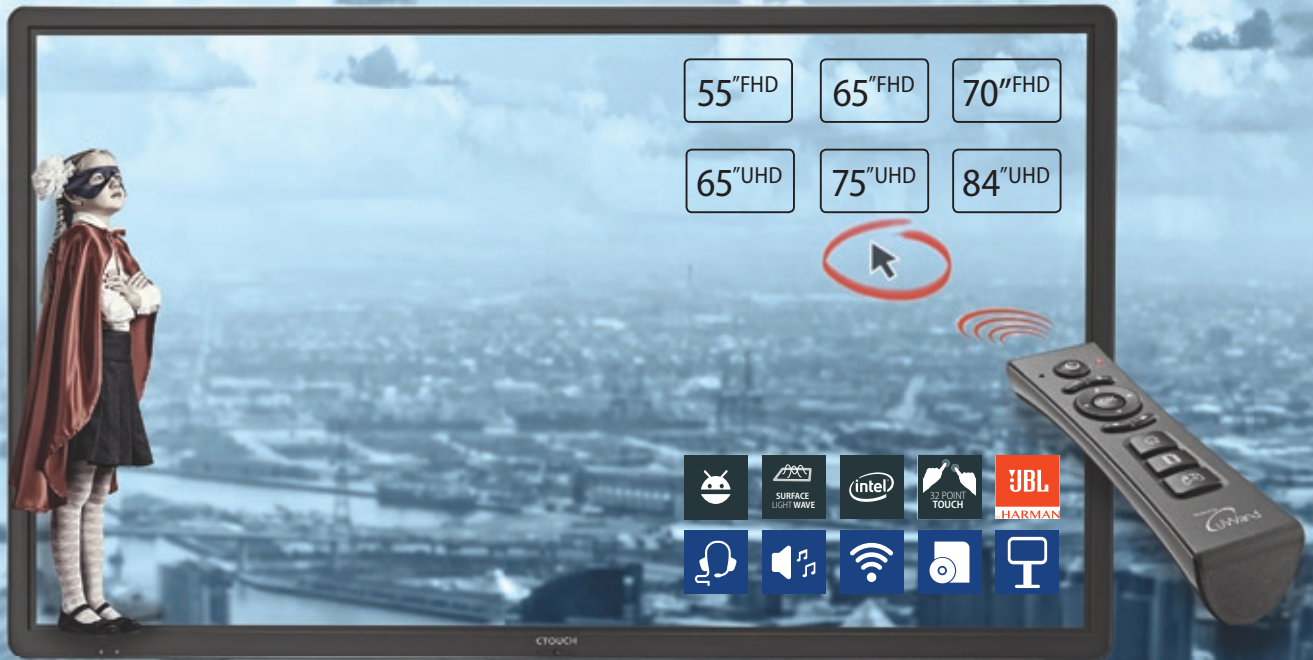 55″FHD 65″FHD 70″FHD
65″UHD 75″UHD 84″UHD
SURFACE
LIGHT WAVE
intel
32 POINT
TOUCH
JBL
HARMAN
uWand
CTOUCH